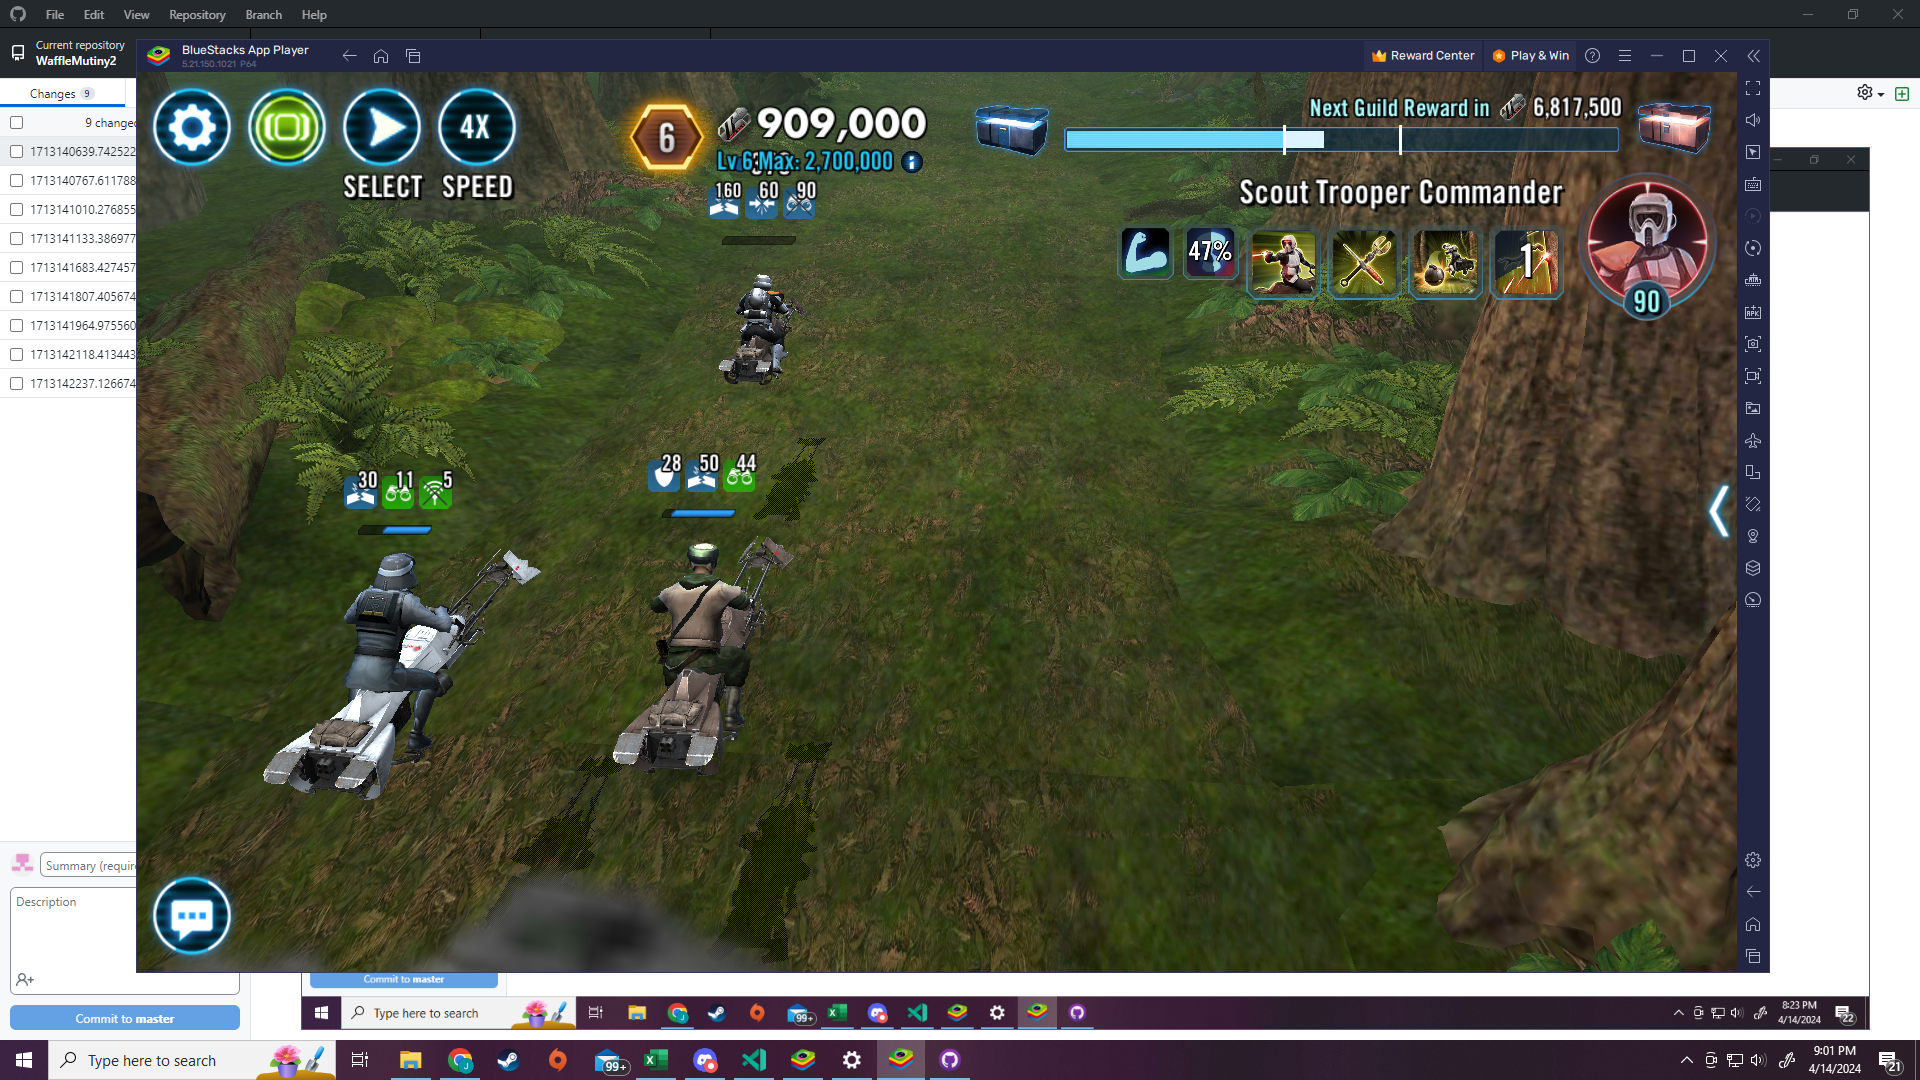 File Edit View Repository Branch Help
Current repository
WaffleMutiny2
BlueStacks App Player
5.21.150.1021 P64
Reward Center
Play & Win
Changes 9
9 change
1713140639.742522
1713140767.611788
1713141010.276855
1713141133.386977
1713141683.427457
1713141807.405674
1713141964.975560
1713142118.413443
1713142237.126674
4X
SELECT SPEED
6
909,000
Lv 6 Max: 2,700,000
160 60 90
Next Guild Reward in 6,817,500
Scout Trooper Commander
47%
1
90
30 11 5
28 50 44
Summary (requir
Description
Commit to master
Commit to master
Type here to search
99+
8:23 PM
4/14/2024
22
Type here to search
99+
9:01 PM
4/14/2024
21